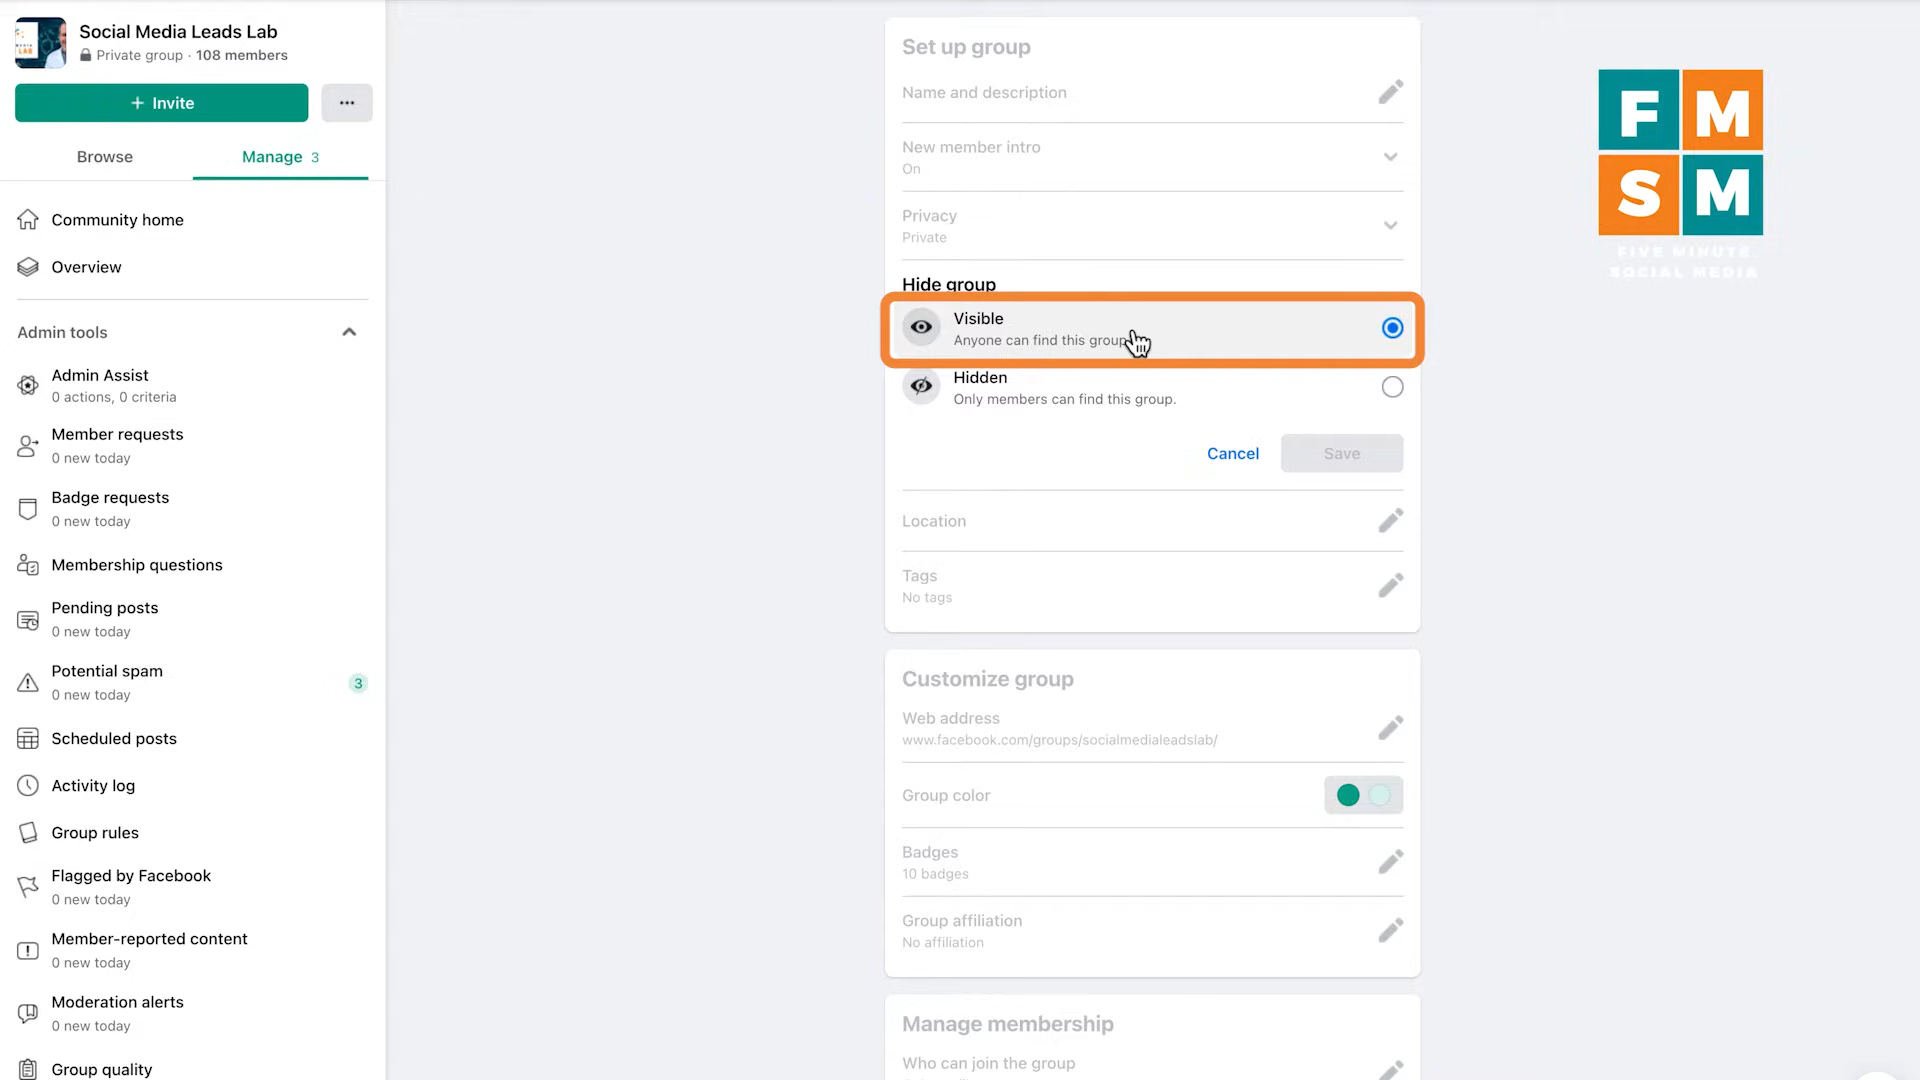 Social Media Leads Lab
Private group · 108 members
+ Invite
Browse
Manage 3
Community home
Overview
Admin tools
Admin Assist
0 actions, 0 criteria
Member requests
0 new today
Badge requests
0 new today
Membership questions
Pending posts
0 new today
Potential spam
0 new today
3
Scheduled posts
Activity log
Group rules
Flagged by Facebook
0 new today
Member-reported content
0 new today
Moderation alerts
0 new today
Group quality
Set up group
Name and description
New member intro
On
Privacy
Private
Hide group
Visible
Anyone can find this group
Hidden
Only members can find this group.
Cancel
Save
Location
Tags
No tags
Customize group
Web address
www.facebook.com/groups/socialmedialeadslab/
Group color
Badges
10 badges
Group affiliation
No affiliation
Manage membership
Who can join the group
F M
S M
FIVE MINUTE
SOCIAL MEDIA